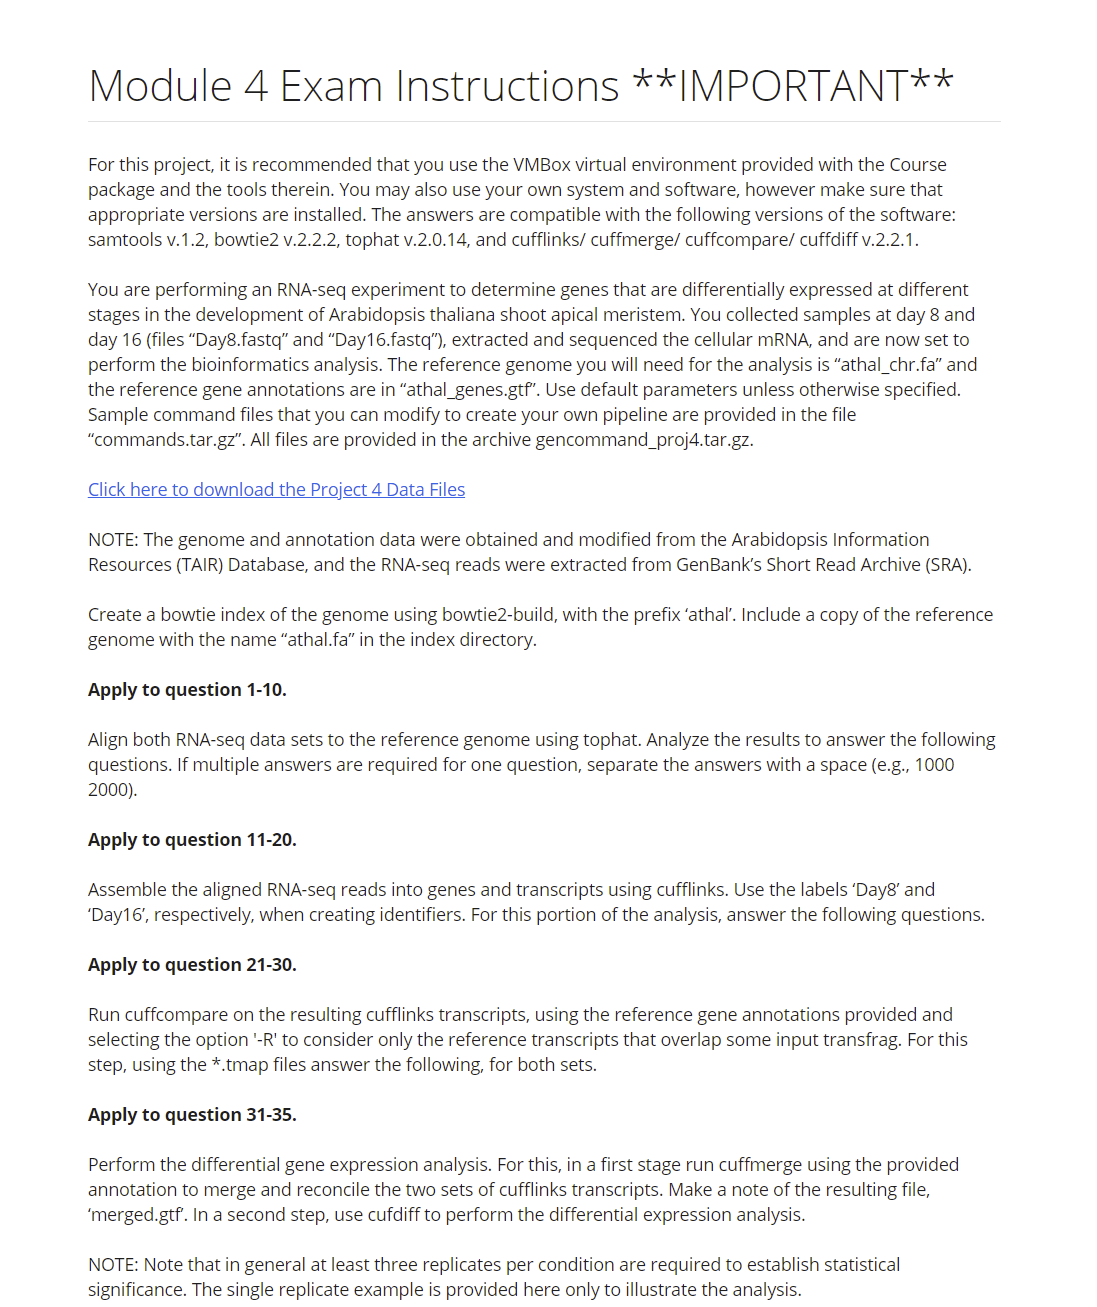 Module 4 Exam Instructions **IMPORTANT**
For this project, it is recommended that you use the VMBox virtual environment provided with the Course
package and the tools therein. You may also use your own system and software, however make sure that
appropriate versions are installed. The answers are compatible with the following versions of the software:
samtools v.1.2, bowtie2 v.2.2.2, tophat v.2.0.14, and cufflinks/ cuffmerge/ cuffcompare/ cuffdiff v.2.2.1.
You are performing an RNA-seq experiment to determine genes that are differentially expressed at different
stages in the development of Arabidopsis thaliana shoot apical meristem. You collected samples at day 8 and
day 16 (files “Day8.fastq” and “Day16.fastq”), extracted and sequenced the cellular mRNA, and are now set to
perform the bioinformatics analysis. The reference genome you will need for the analysis is “athal_chr.fa” and
the reference gene annotations are in “athal_genes.gtf”. Use default parameters unless otherwise specified.
Sample command files that you can modify to create your own pipeline are provided in the file
“commands.tar.gz”. All files are provided in the archive gencommand_proj4.tar.gz.
Click here to download the Project 4 Data Files
NOTE: The genome and annotation data were obtained and modified from the Arabidopsis Information
Resources (TAIR) Database, and the RNA-seq reads were extracted from GenBank’s Short Read Archive (SRA).
Create a bowtie index of the genome using bowtie2-build, with the prefix ‘athal’. Include a copy of the reference
genome with the name “athal.fa” in the index directory.
Apply to question 1-10.
Align both RNA-seq data sets to the reference genome using tophat. Analyze the results to answer the following
questions. If multiple answers are required for one question, separate the answers with a space (e.g., 1000
2000).
Apply to question 11-20.
Assemble the aligned RNA-seq reads into genes and transcripts using cufflinks. Use the labels ‘Day8’ and
‘Day16’, respectively, when creating identifiers. For this portion of the analysis, answer the following questions.
Apply to question 21-30.
Run cuffcompare on the resulting cufflinks transcripts, using the reference gene annotations provided and
selecting the option '-R' to consider only the reference transcripts that overlap some input transfrag. For this
step, using the *.tmap files answer the following, for both sets.
Apply to question 31-35.
Perform the differential gene expression analysis. For this, in a first stage run cuffmerge using the provided
annotation to merge and reconcile the two sets of cufflinks transcripts. Make a note of the resulting file,
‘merged.gtf’. In a second step, use cufdiff to perform the differential expression analysis.
NOTE: Note that in general at least three replicates per condition are required to establish statistical
significance. The single replicate example is provided here only to illustrate the analysis.